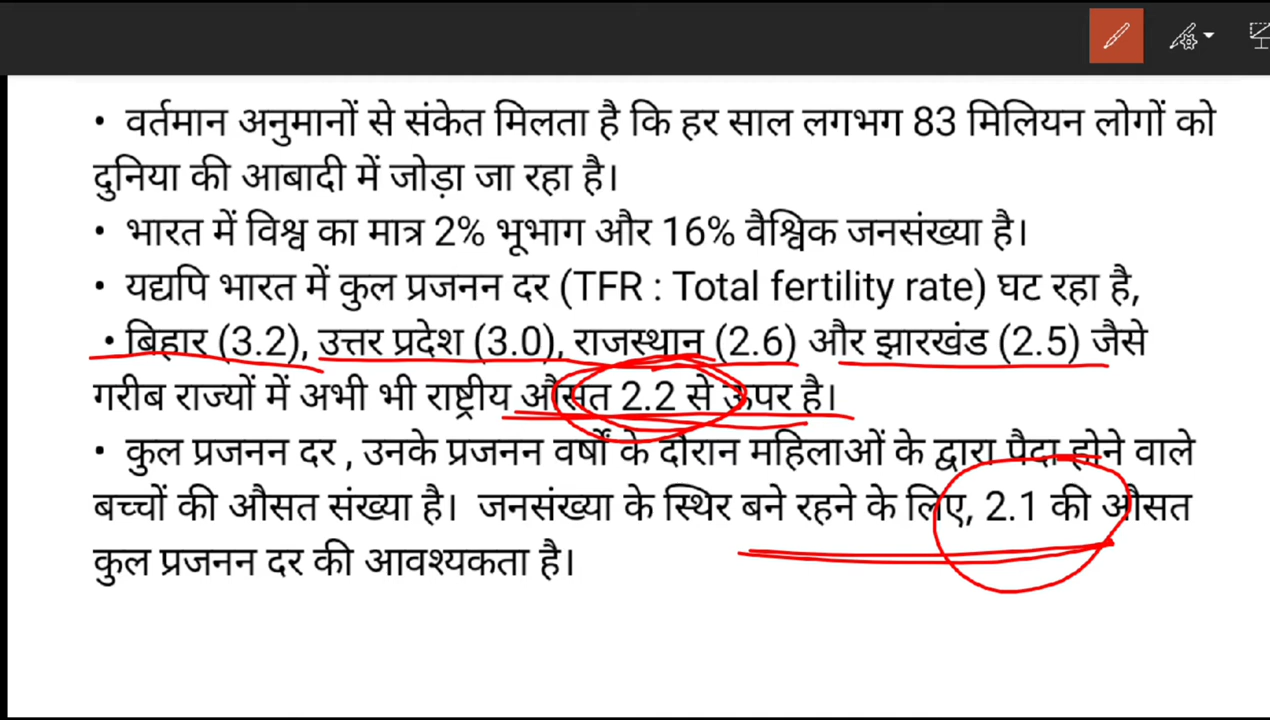 • वर्तमान अनुमानों से संकेत मिलता है कि हर साल लगभग 83 मिलियन लोगों को
दुनिया की आबादी में जोड़ा जा रहा है।
• भारत में विश्व का मात्र 2% भूभाग और 16% वैश्विक जनसंख्या है।
• यद्यपि भारत में कुल प्रजनन दर (TFR : Total fertility rate) घट रहा है,
• बिहार (3.2), उत्तर प्रदेश (3.0), राजस्थान (2.6) और झारखंड (2.5) जैसे
गरीब राज्यों में अभी भी राष्ट्रीय औसत 2.2 से ऊपर है।
• कुल प्रजनन दर , उनके प्रजनन वर्षों के दौरान महिलाओं के द्वारा पैदा होने वाले
बच्चों की औसत संख्या है। जनसंख्या के स्थिर बने रहने के लिए, 2.1 की औसत
कुल प्रजनन दर की आवश्यकता है।